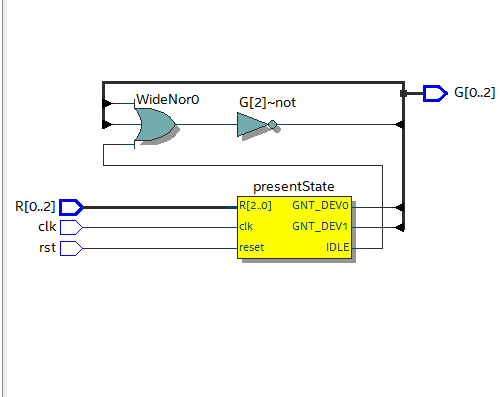 WideNor0
G[2]~not
G[0..2]
presentState
R[0..2]
R[2..0]
GNT_DEV0
clk
clk
GNT_DEV1
rst
reset
IDLE